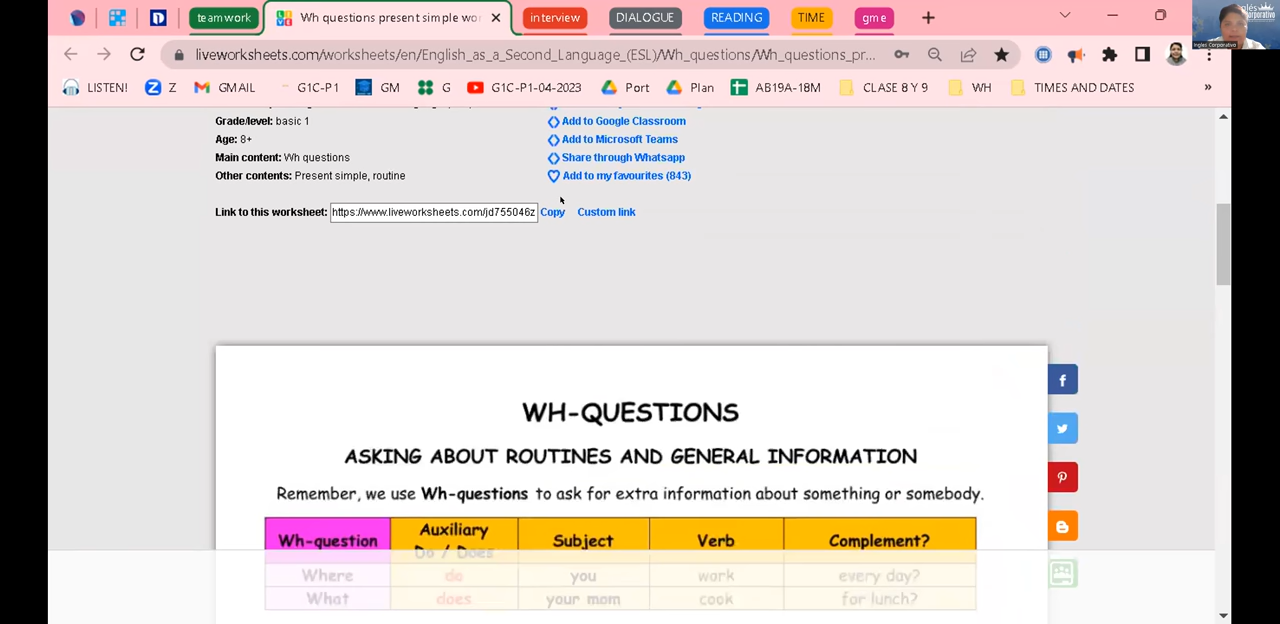 teamwork
Wh questions present simple wo
interview
DIALOGUE
READING
TIME
gme
liveworksheets.com/worksheets/en/English_as_a_Second_Language_(ESL)/Wh_questions/Wh_questions_pr...
LISTEN!
Z
GMAIL
G1C-P1
GM
G
G1C-P1-04-2023
Port
Plan
AB19A-18M
CLASE 8 Y 9
WH
TIMES AND DATES
»
Inglés Corporativo
Grade/level: basic 1
Add to Google Classroom
Age: 8+
Add to Microsoft Teams
Main content: Wh questions
Share through Whatsapp
Other contents: Present simple, routine
Add to my favourites (843)
Link to this worksheet: https://www.liveworksheets.com/jd755046z Copy Custom link
WH-QUESTIONS
ASKING ABOUT ROUTINES AND GENERAL INFORMATION
Remember, we use Wh-questions to ask for extra information about something or somebody.
Wh-question Auxiliary Do / Does Subject Verb Complement?
Where do you work every day?
What does your mom cook for lunch?